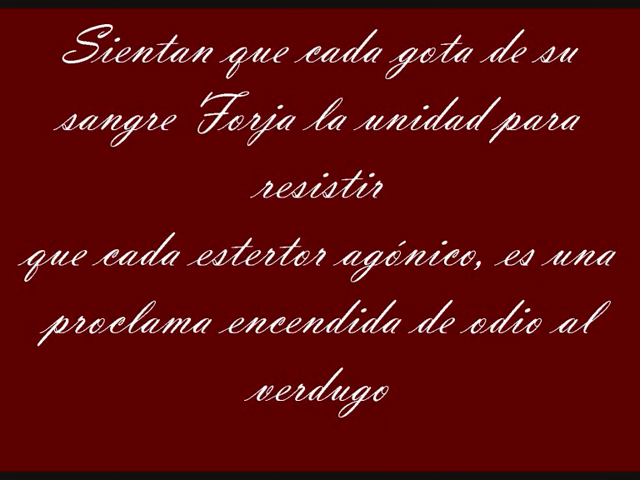 Sientan que cada gota de su
sangre Forja la unidad para
resistir
que cada estertor agónico, es una
proclama encendida de odio al
verdugo